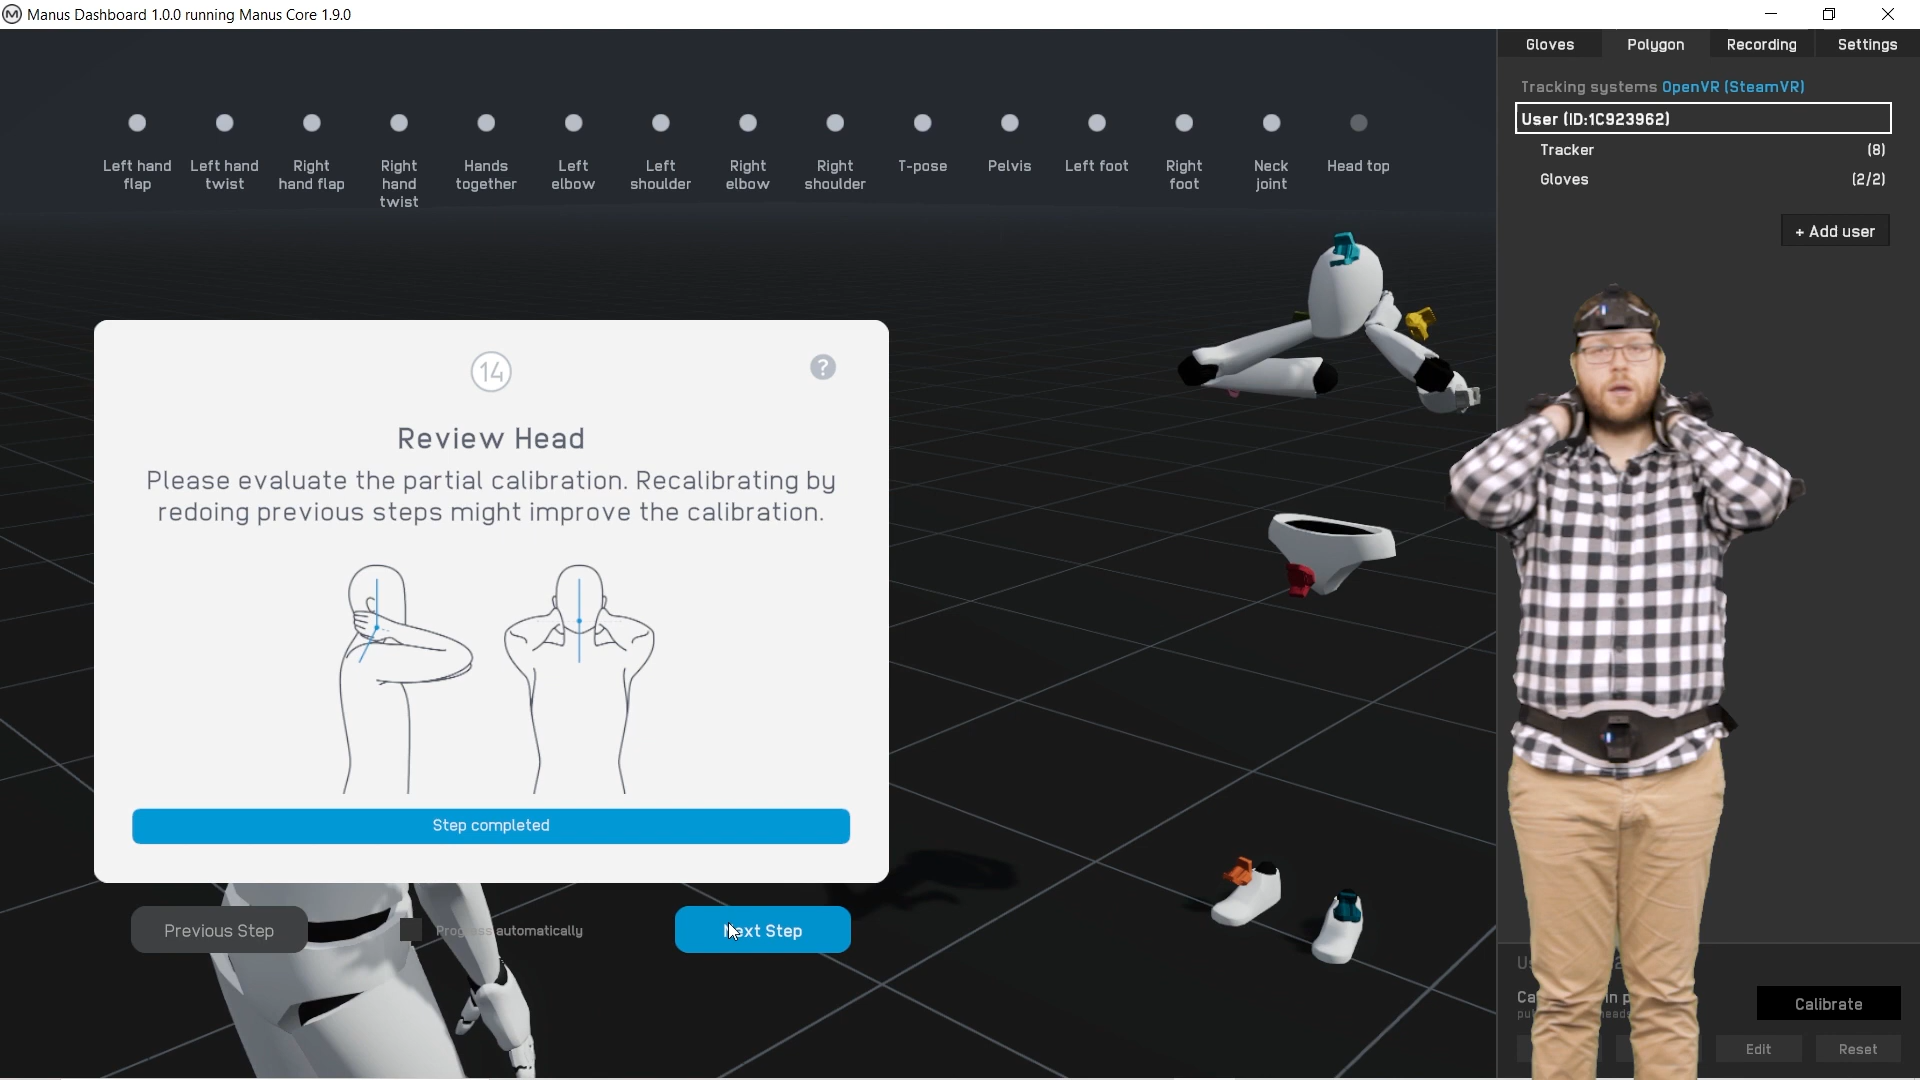 Manus Dashboard 1.0.0 running Manus Core 1.9.0
Gloves
Polygon
Recording
Settings
Tracking systems OpenVR (SteamVR)
User (ID:1C923962)
Tracker (8)
Gloves (2/2)
+ Add user
Left hand
flap
Left hand
twist
Right
hand flap
Right
hand
twist
Hands
together
Left
elbow
Left
shoulder
Right
elbow
Right
shoulder
T-pose
Pelvis
Left foot
Right
foot
Neck
joint
Head top
14
?
Review Head
Please evaluate the partial calibration. Recalibrating by
redoing previous steps might improve the calibration.
Step completed
Previous Step
Progress automatically
Next Step
Calibrate
Edit
Reset